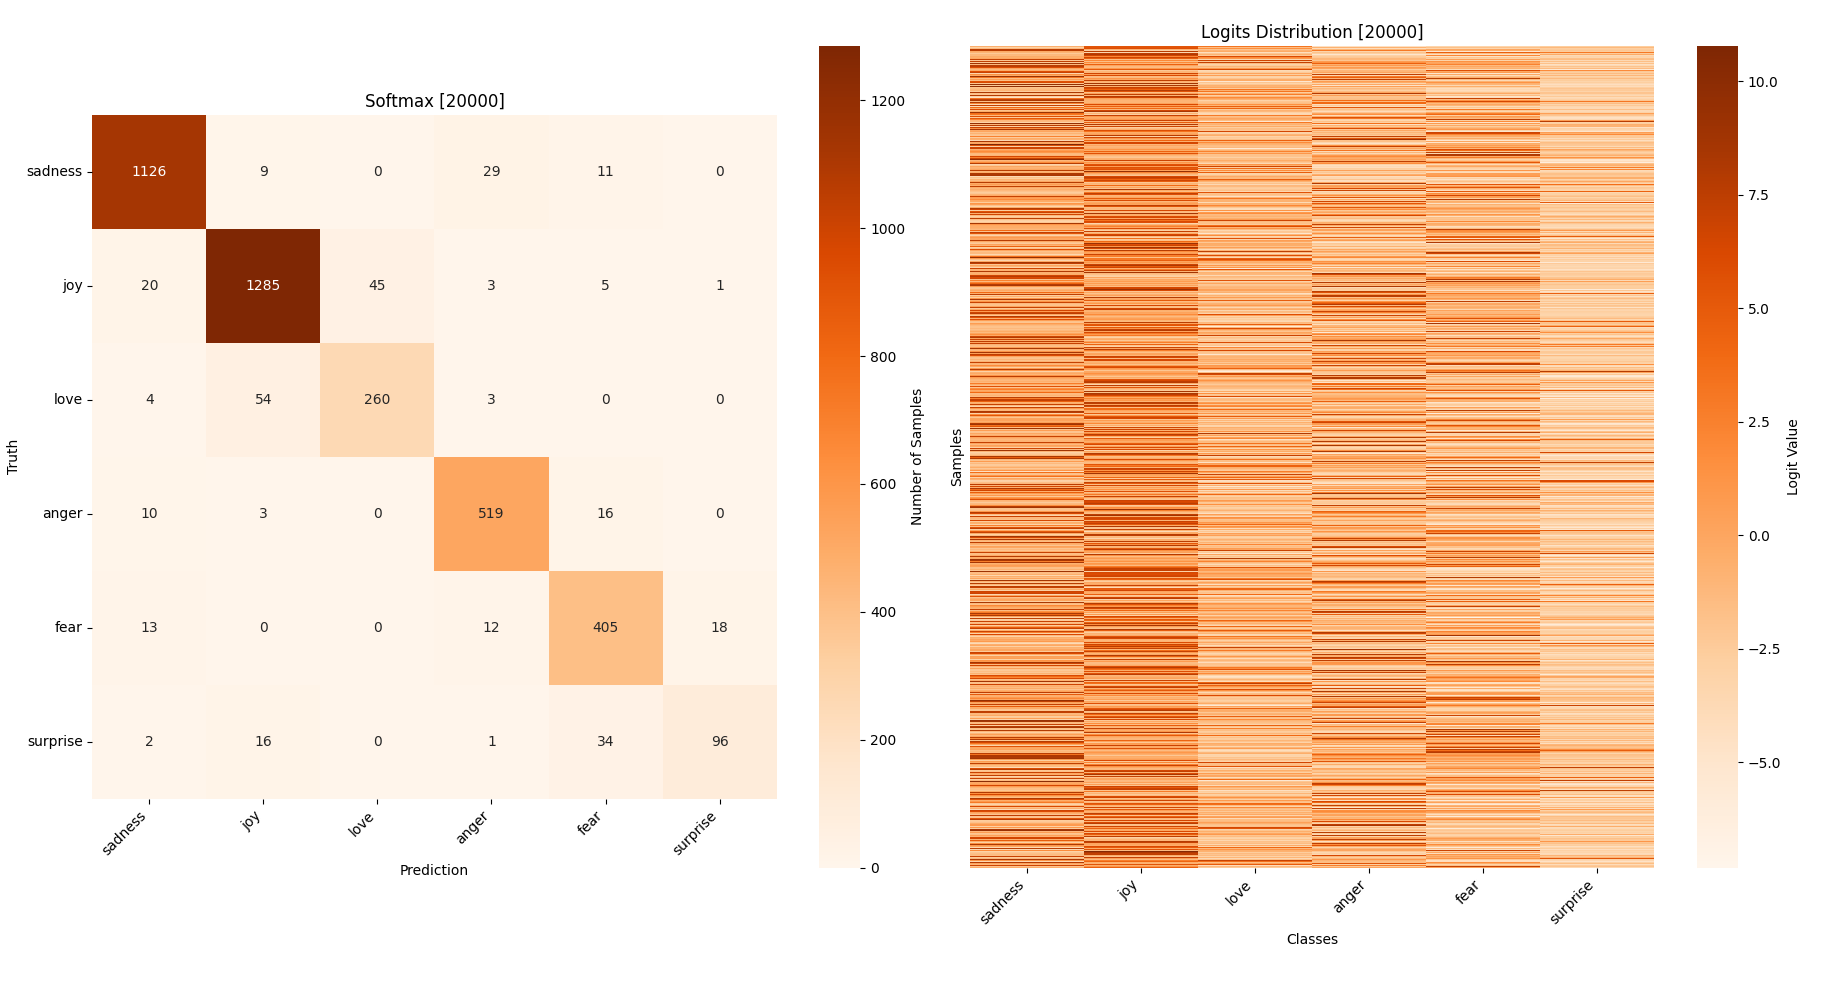 Softmax [20000]
Truth
sadness
joy
love
anger
fear
surprise
1126 9 0 29 11 0
20 1285 45 3 5 1
4 54 260 3 0 0
10 3 0 519 16 0
13 0 0 12 405 18
2 16 0 1 34 96
sadness joy love anger fear surprise
Prediction
1200
1000
800
600
400
200
0
Number of Samples
Logits Distribution [20000]
Samples
sadness joy love anger fear surprise
Classes
10.0
7.5
5.0
2.5
0.0
−2.5
−5.0
Logit Value